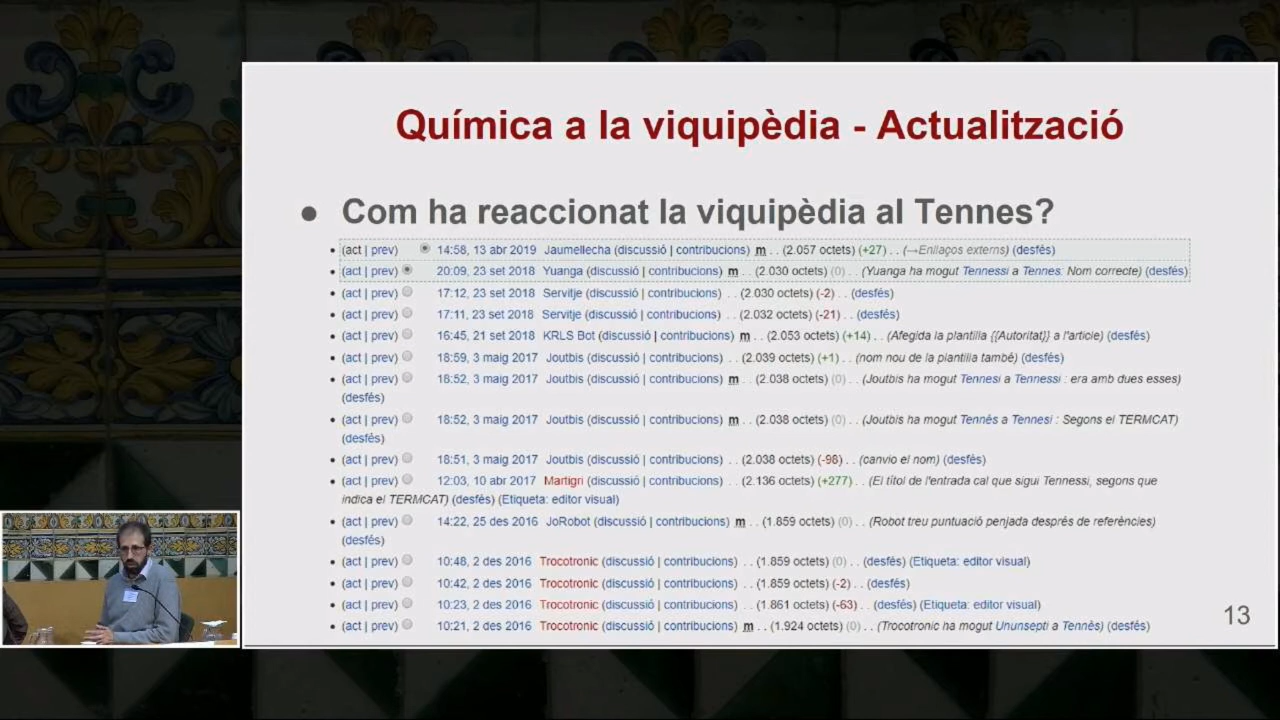 Química a la viquipèdia - Actualització
● Com ha reaccionat la viquipèdia al Tennes?
• (act | prev) 14:58, 13 abr 2019 Jaumellecha (discussió | contribucions) m . . (2.057 octets) (+27) . . (→Enllaços externs) (desfés)
• (act | prev) 20:09, 23 set 2018 Yuanga (discussió | contribucions) m . . (2.030 octets) (0) . . (Yuanga ha mogut Tennessi a Tennes: Nom correcte) (desfés)
• (act | prev) 17:12, 23 set 2018 Servitje (discussió | contribucions) . . (2.030 octets) (-2) . . (desfés)
• (act | prev) 17:11, 23 set 2018 Servitje (discussió | contribucions) . . (2.032 octets) (-21) . . (desfés)
• (act | prev) 16:45, 21 set 2018 KRLS Bot (discussió | contribucions) m . . (2.053 octets) (+14) . . (Afegida la plantilla {{Autoritat}} a l'article) (desfés)
• (act | prev) 18:59, 3 maig 2017 Joutbis (discussió | contribucions) . . (2.039 octets) (+1) . . (nom nou de la plantilla també) (desfés)
• (act | prev) 18:52, 3 maig 2017 Joutbis (discussió | contribucions) m . . (2.038 octets) (0) . . (Joutbis ha mogut Tennesi a Tennessi : era amb dues esses)
(desfés)
• (act | prev) 18:52, 3 maig 2017 Joutbis (discussió | contribucions) m . . (2.038 octets) (0) . . (Joutbis ha mogut Tennès a Tennesi : Segons el TERMCAT)
(desfés)
• (act | prev) 18:51, 3 maig 2017 Joutbis (discussió | contribucions) . . (2.038 octets) (-98) . . (canvio el nom) (desfés)
• (act | prev) 12:03, 10 abr 2017 Martigri (discussió | contribucions) . . (2.136 octets) (+277) . . (El títol de l'entrada cal que sigui Tennessi, segons que
indica el TERMCAT) (desfés) (Etiqueta: editor visual)
• (act | prev) 14:22, 25 des 2016 JoRobot (discussió | contribucions) m . . (1.859 octets) (0) . . (Robot treu puntuació penjada després de referències)
(desfés)
• (act | prev) 10:48, 2 des 2016 Trocotronic (discussió | contribucions) . . (1.859 octets) (0) . . (desfés) (Etiqueta: editor visual)
• (act | prev) 10:42, 2 des 2016 Trocotronic (discussió | contribucions) . . (1.859 octets) (-2) . . (desfés)
• (act | prev) 10:23, 2 des 2016 Trocotronic (discussió | contribucions) . . (1.861 octets) (-63) . . (desfés) (Etiqueta: editor visual)
• (act | prev) 10:21, 2 des 2016 Trocotronic (discussió | contribucions) m . . (1.924 octets) (0) . . (Trocotronic ha mogut Ununsepti a Tennès) (desfés)
13